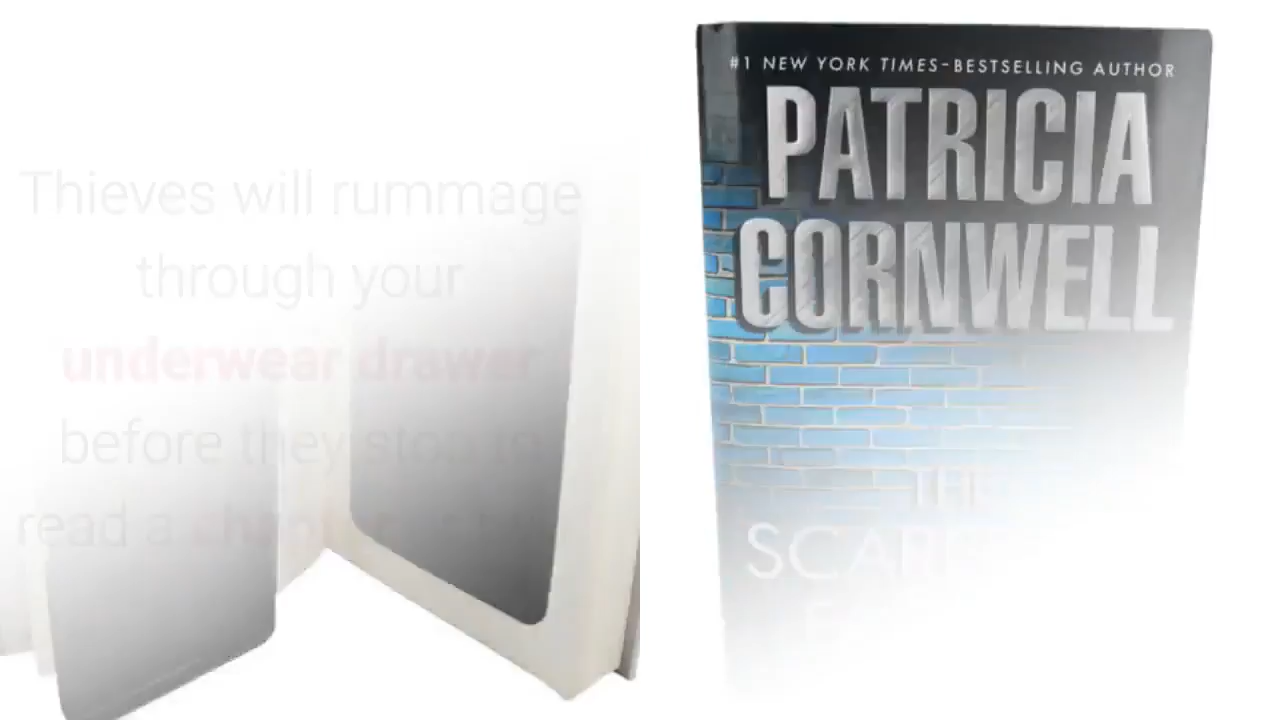 Thieves will rummage
through your
underwear drawer
before they stop to
read a
#1 NEW YORK TIMES-BESTSELLING AUTHOR
PATRICIA
CORNWELL
THE